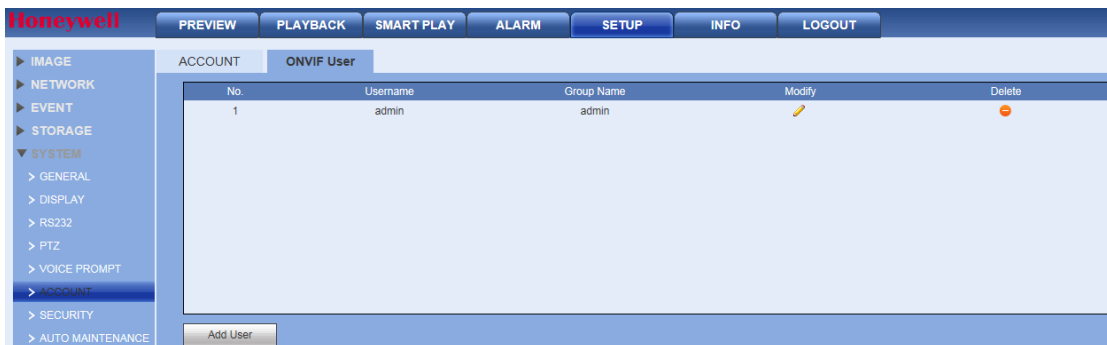 Honeywell
PREVIEW PLAYBACK SMART PLAY ALARM SETUP INFO LOGOUT
IMAGE
NETWORK
EVENT
STORAGE
SYSTEM
> GENERAL
> DISPLAY
> RS232
> PTZ
> VOICE PROMPT
> ACCOUNT
> SECURITY
> AUTO MAINTENANCE
ACCOUNT ONVIF User
No. Username Group Name Modify Delete
1 admin admin
Add User